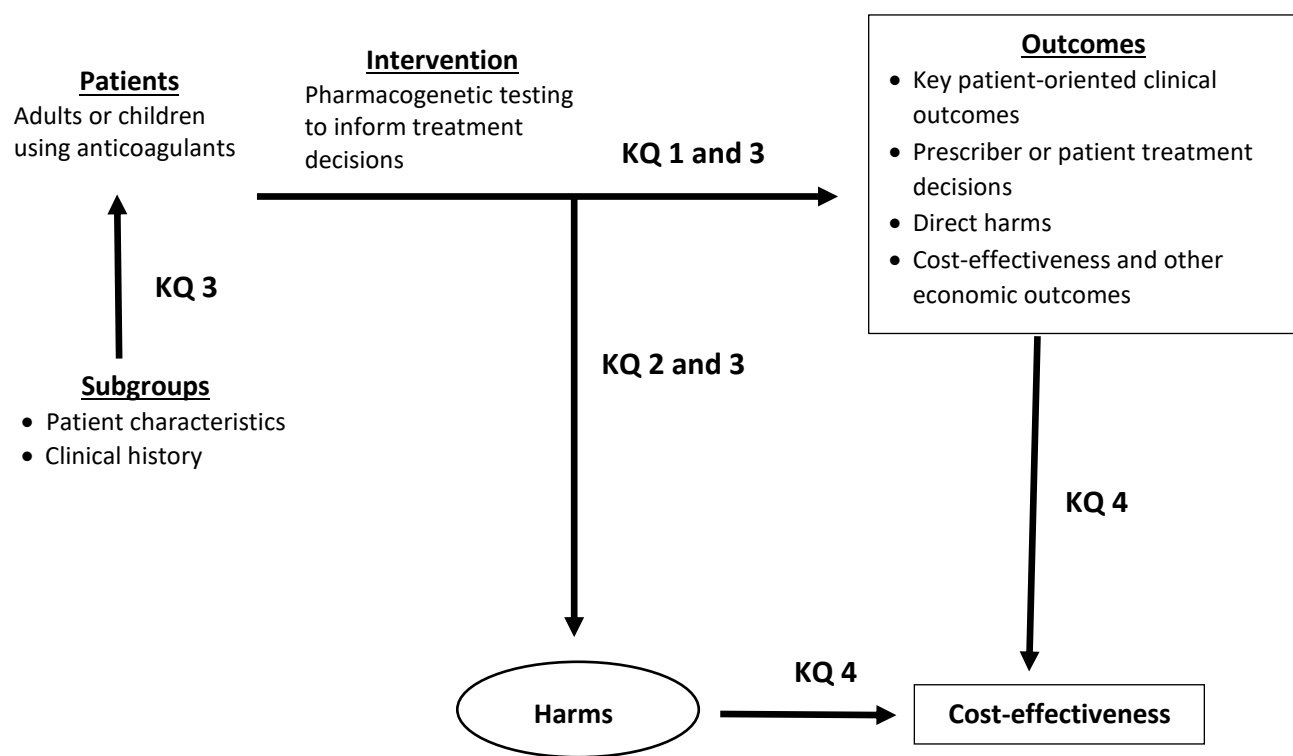 Patients
Adults or children
using anticoagulants
Intervention
Pharmacogenetic testing
to inform treatment
decisions
KQ 1 and 3
Outcomes
• Key patient-oriented clinical
outcomes
• Prescriber or patient treatment
decisions
• Direct harms
• Cost-effectiveness and other
economic outcomes
KQ 3
Subgroups
• Patient characteristics
• Clinical history
KQ 2 and 3
KQ 4
Harms
KQ 4
Cost-effectiveness